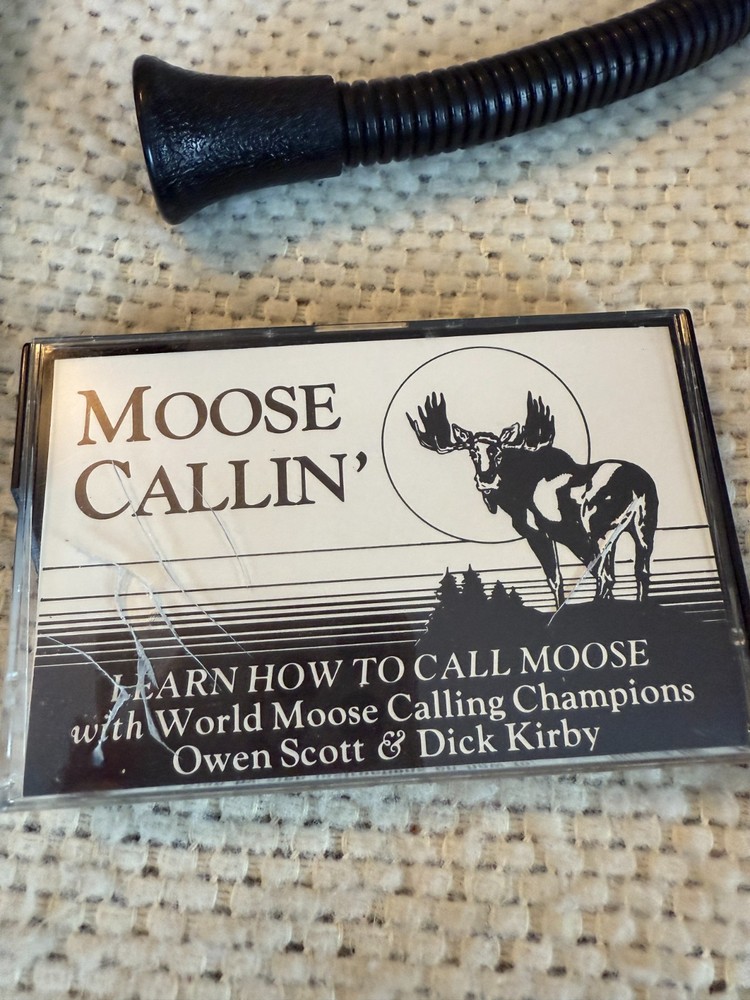 MOOSE
CALLIN'
LEARN HOW TO CALL MOOSE
with World Moose Calling Champions
Owen Scott & Dick Kirby